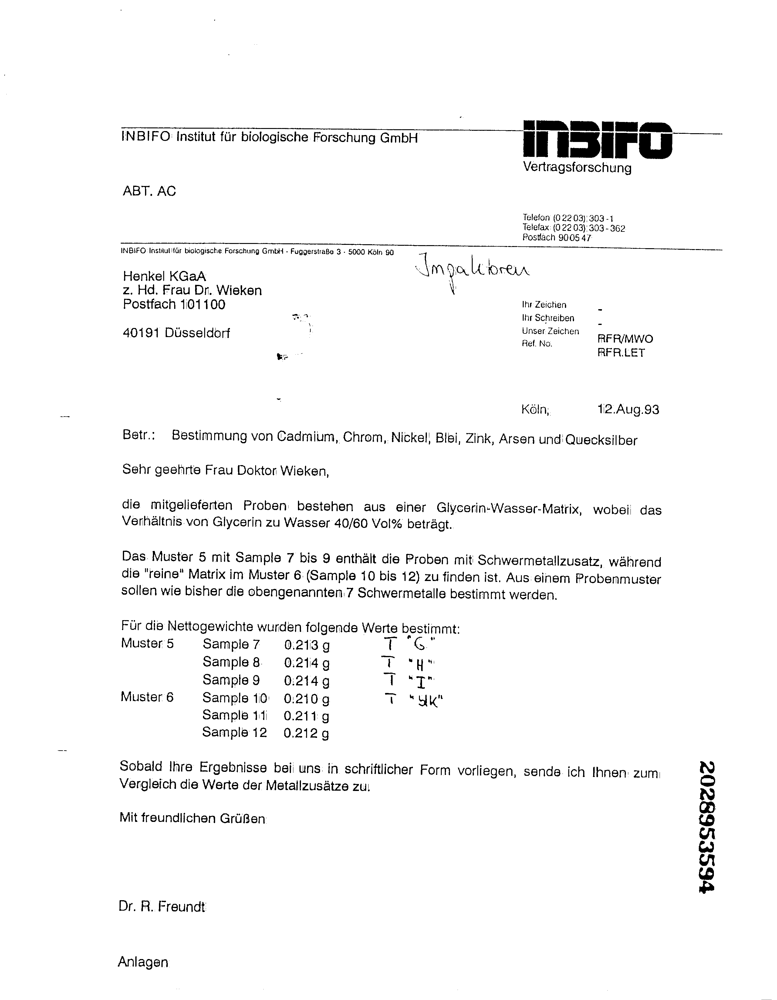 INBIFO Institut für biologische Forschung GmbH
INBIFO
Vertragsforschung
ABT. AC
Telefon (0 22 03) 303 - 1
Telefax (0 22 03) 303 - 362
Postfach 90 05 47
INBIFO Institut für biologische Forschung GmbH - Fuggerstraße 3 - 5000 Köln 90
Henkel KGaA
z. Hd. Frau Dr. Wieken
Postfach 101100
40191 Düsseldorf
Ihr Zeichen -
Ihr Schreiben -
Unser Zeichen RFR/MWO
Ref. No. RFR.LET
Köln, 12.Aug.93
Betr.: Bestimmung von Cadmium, Chrom, Nickel, Blei, Zink, Arsen und Quecksilber
Sehr geehrte Frau Doktor Wieken,
die mitgelieferten Proben bestehen aus einer Glycerin-Wasser-Matrix, wobei das
Verhältnis von Glycerin zu Wasser 40/60 Vol% beträgt.
Das Muster 5 mit Sample 7 bis 9 enthält die Proben mit Schwermetallzusatz, während
die "reine" Matrix im Muster 6 (Sample 10 bis 12) zu finden ist. Aus einem Probenmuster
sollen wie bisher die obengenannten 7 Schwermetalle bestimmt werden.
Für die Nettogewichte wurden folgende Werte bestimmt:
Muster 5 Sample 7 0.213 g T "G"
Sample 8 0.214 g T "H"
Sample 9 0.214 g T "I"
Muster 6 Sample 10 0.210 g T
Sample 11 0.211 g
Sample 12 0.212 g
Sobald Ihre Ergebnisse bei uns in schriftlicher Form vorliegen, sende ich Ihnen zum
Vergleich die Werte der Metallzusätze zu.
Mit freundlichen Grüßen
Dr. R. Freundt
Anlagen
2028953594